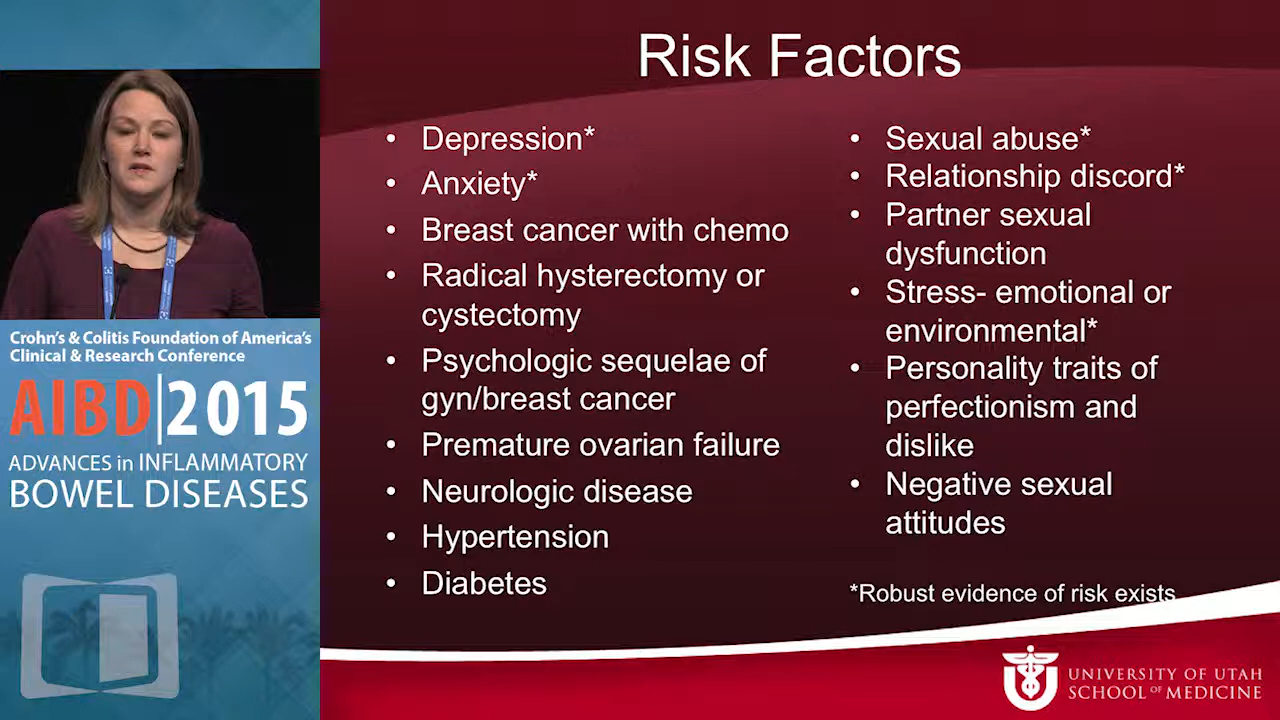 Risk Factors
• Depression*
• Anxiety*
• Breast cancer with chemo
• Radical hysterectomy or
cystectomy
• Psychologic sequelae of
gyn/breast cancer
• Premature ovarian failure
• Neurologic disease
• Hypertension
• Diabetes
• Sexual abuse*
• Relationship discord*
• Partner sexual
dysfunction
• Stress- emotional or
environmental*
• Personality traits of
perfectionism and
dislike
• Negative sexual
attitudes
*Robust evidence of risk exists
Crohn's & Colitis Foundation of America's
Clinical & Research Conference
AIBD|2015
ADVANCES in INFLAMMATORY
BOWEL DISEASES
UNIVERSITY OF UTAH
SCHOOL OF MEDICINE